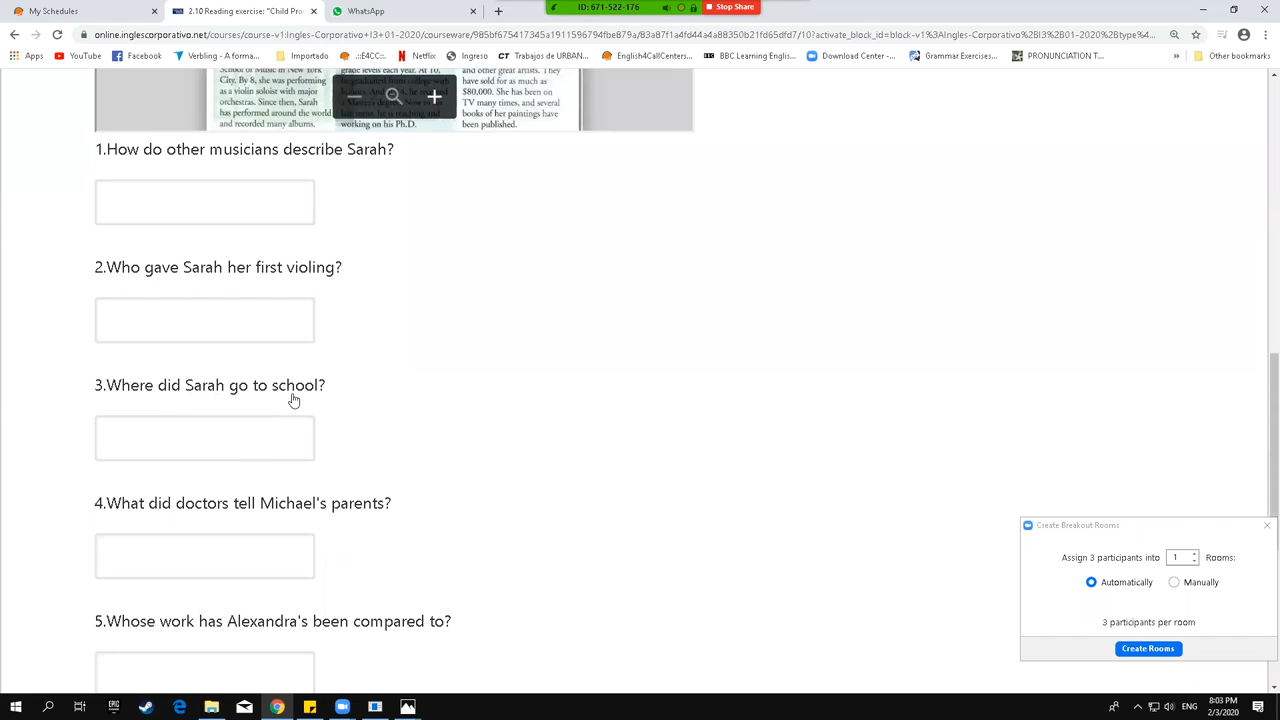 My Schedules
2.10 Reading exercise: "Child Pro
WhatsApp
ID: 671-522-176
Stop Share
online.inglescorporativo.net/courses/course-v1:Ingles-Corporativo+I3+01-2020/courseware/985bf675417345a1911596794fbe879a/83a87f1a4fd44a4a88350b21fd65dfd7/10?activate_block_id=block-v1%3AIngles-Corporativo%2BI3%2B01-2020%2Btype%4...
Apps
YouTube
Facebook
Verbling - A forma...
Importado
::E4CC::.
Netflix
Ingreso
CT Trabajos de URBAN...
English4CallCenters...
BBC BBC Learning Englis...
Download Center -...
Grammar Exercises...
PRONUNCIATION T...
»
Other bookmarks
School of Music in New York
City. By 8, she was performing
as a violin soloist with major
orchestras. Since then, Sarah
has performed around the world
and recorded many albums.
grade levels each year. At 10,
he graduated from college with
working on his Ph.D.
and other great artists. They
have sold for as much as
$80,000. She has been on
TV many times, and several
books of her paintings have
been published.
1.How do other musicians describe Sarah?
2.Who gave Sarah her first violing?
3.Where did Sarah go to school?
4.What did doctors tell Michael's parents?
5.Whose work has Alexandra's been compared to?
Create Breakout Rooms
Assign 3 participants into 1 Rooms:
Automatically Manually
3 participants per room
Create Rooms
ENG
8:03 PM
2/3/2020